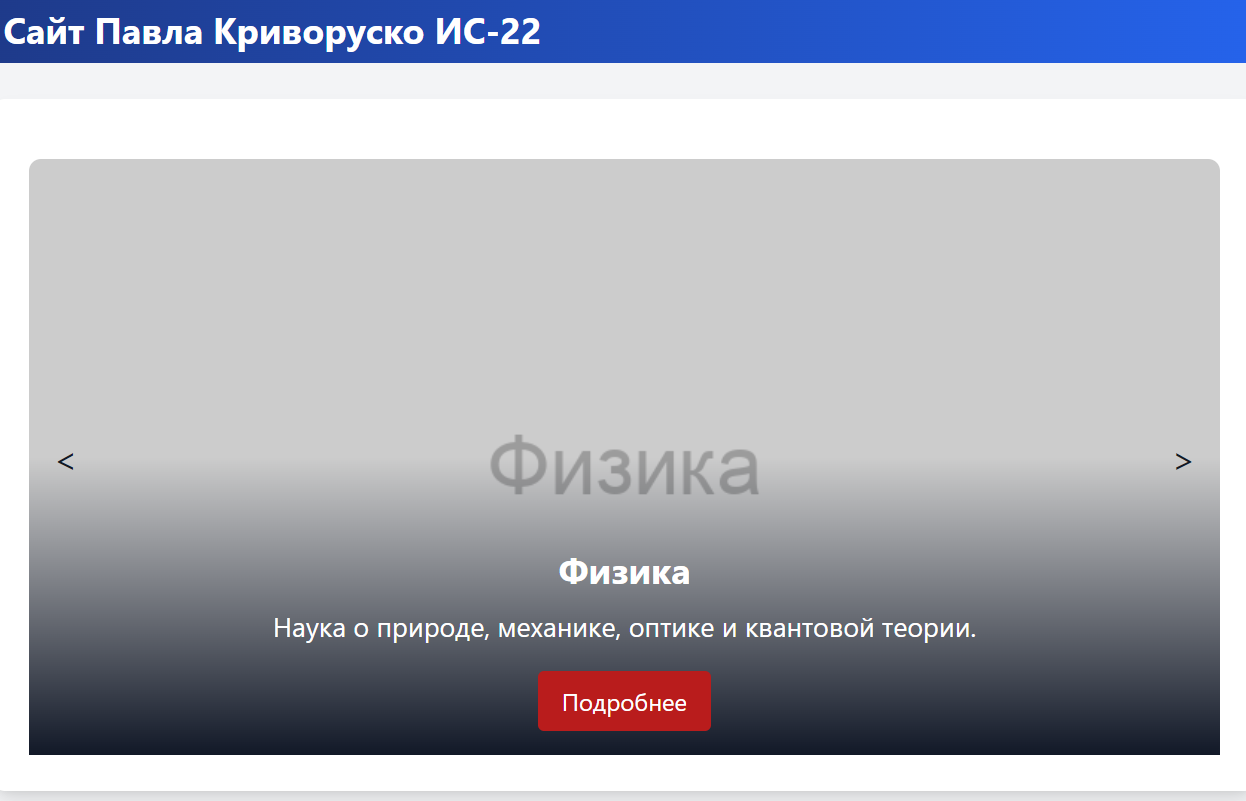 Сайт Павла Криворуско ИС-22
<
Физика
>
Физика
Наука о природе, механике, оптике и квантовой теории.
Подробнее